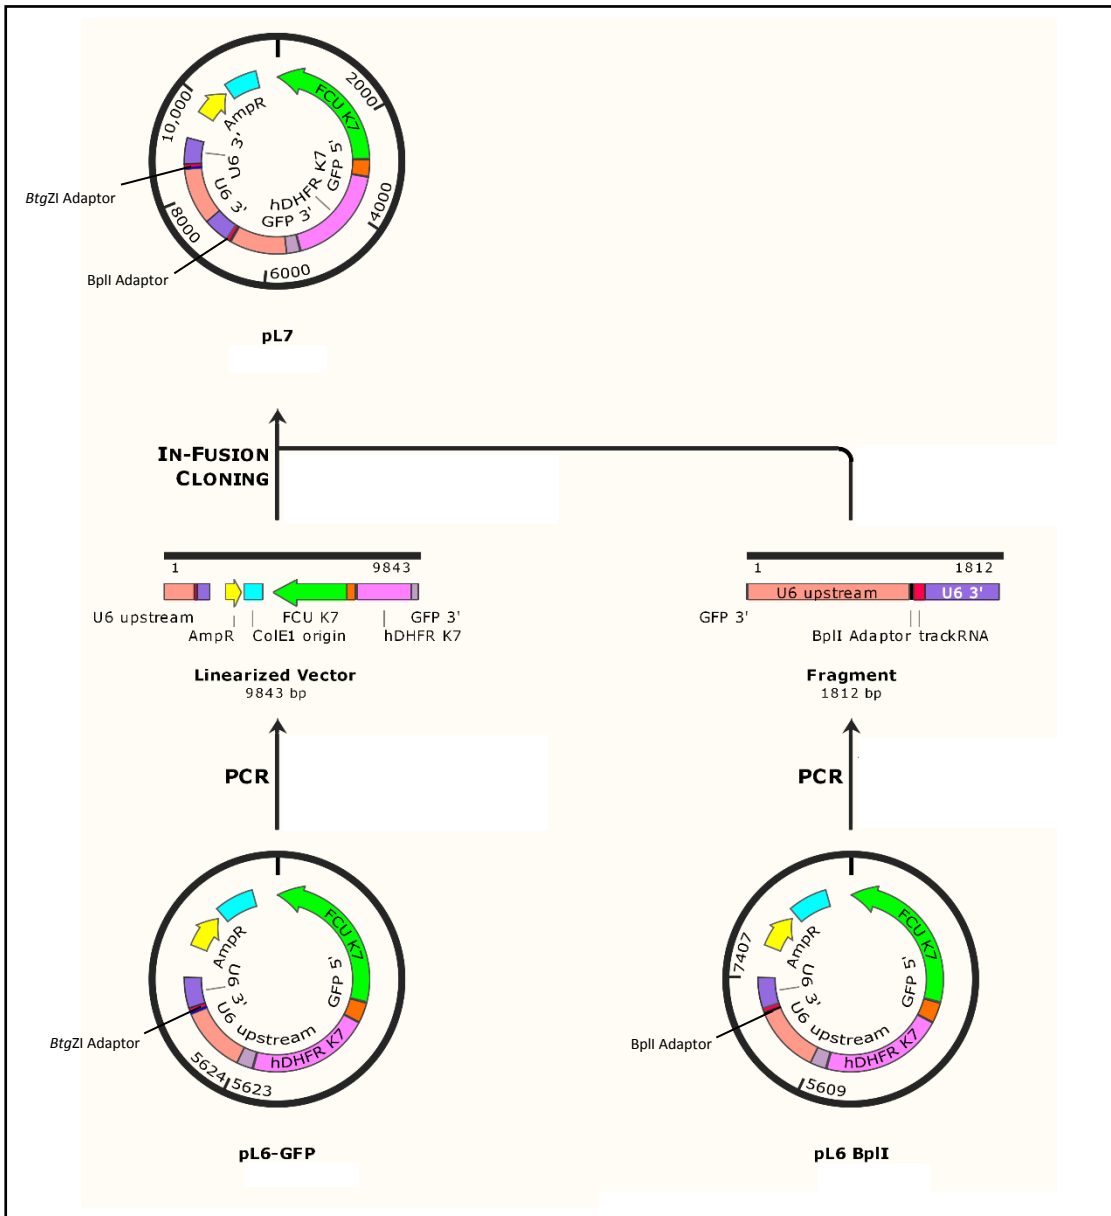 10,000
2000
4000
6000
8000
AmpR
FCU K7
GFP 5'
hDHFR K7
GFP 3'
U6 3'
U6 3'
BtgZI Adaptor
BplI Adaptor
pL7
IN-FUSION
CLONING
1 9843
U6 upstream FCU K7 GFP 3'
AmpR ColE1 origin hDHFR K7
Linearized Vector
9843 bp
1 1812
U6 upstream U6 3'
GFP 3'
BplI Adaptor trackRNA
Fragment
1812 bp
PCR
PCR
AmpR
FCU K7
GFP 5'
U6 3'
U6 upstream
hDHFR K7
BtgZI Adaptor
5624
5623
pL6-GFP
7407
AmpR
FCU K7
GFP 5'
U6 3'
U6 upstream
hDHFR K7
BplI Adaptor
5609
pL6 BplI